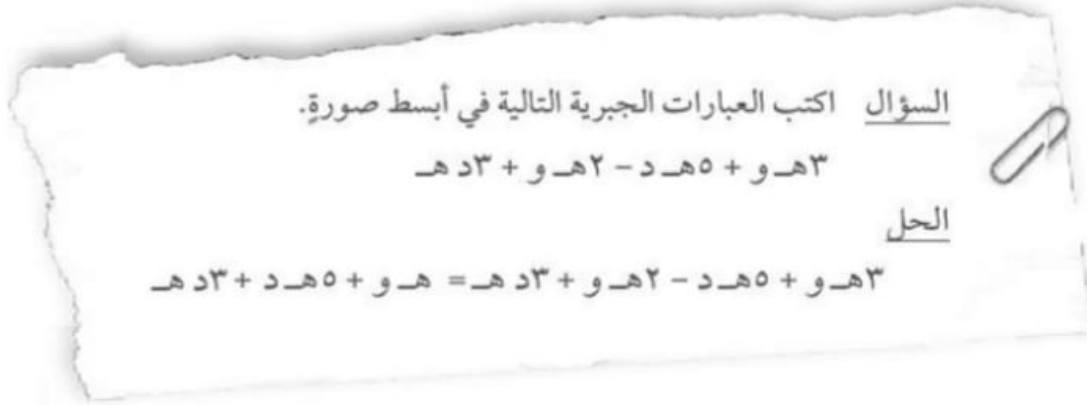 السؤال اكتب العبارات الجبرية التالية في أبسط صورةٍ.
٣هـ و + ٥هـ د – ٢هـ و + ٣د هـ
الحل
٣هـ و + ٥هـ د – ٢هـ و + ٣د هـ = هـ و + ٥هـ د + ٣د هـ